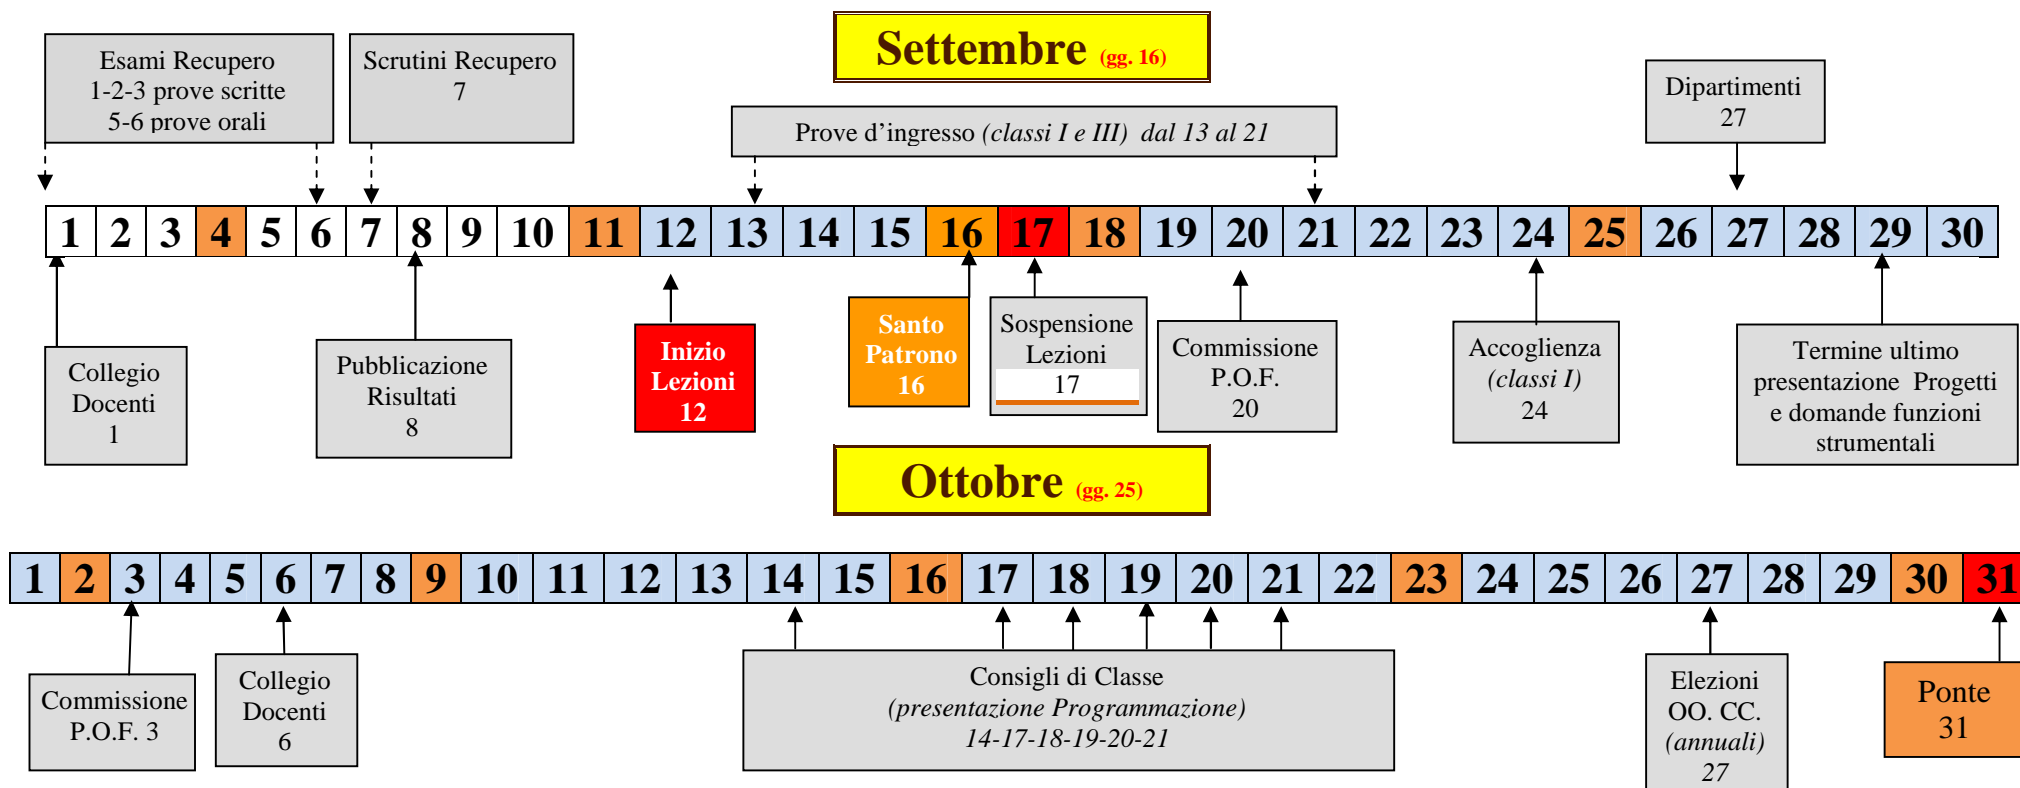 Settembre (gg. 16)
Esami Recupero
1-2-3 prove scritte
5-6 prove orali
Scrutini Recupero
7
Prove d’ingresso (classi I e III)  dal 13 al 21
Dipartimenti
27
1 2 3 4 5 6 7 8 9 10 11 12 13 14 15 16 17 18 19 20 21 22 23 24 25 26 27 28 29 30
Collegio
Docenti
1
Pubblicazione
Risultati
8
Inizio
Lezioni
12
Santo
Patrono
16
Sospensione
Lezioni
17
Commissione
P.O.F.
20
Accoglienza
(classi I)
24
Termine ultimo
presentazione  Progetti
e domande funzioni
strumentali
Ottobre (gg. 25)
1 2 3 4 5 6 7 8 9 10 11 12 13 14 15 16 17 18 19 20 21 22 23 24 25 26 27 28 29 30 31
Commissione
P.O.F. 3
Collegio
Docenti
6
Consigli di Classe
(presentazione Programmazione)
14-17-18-19-20-21
Elezioni
OO. CC.
(annuali)
27
Ponte
31